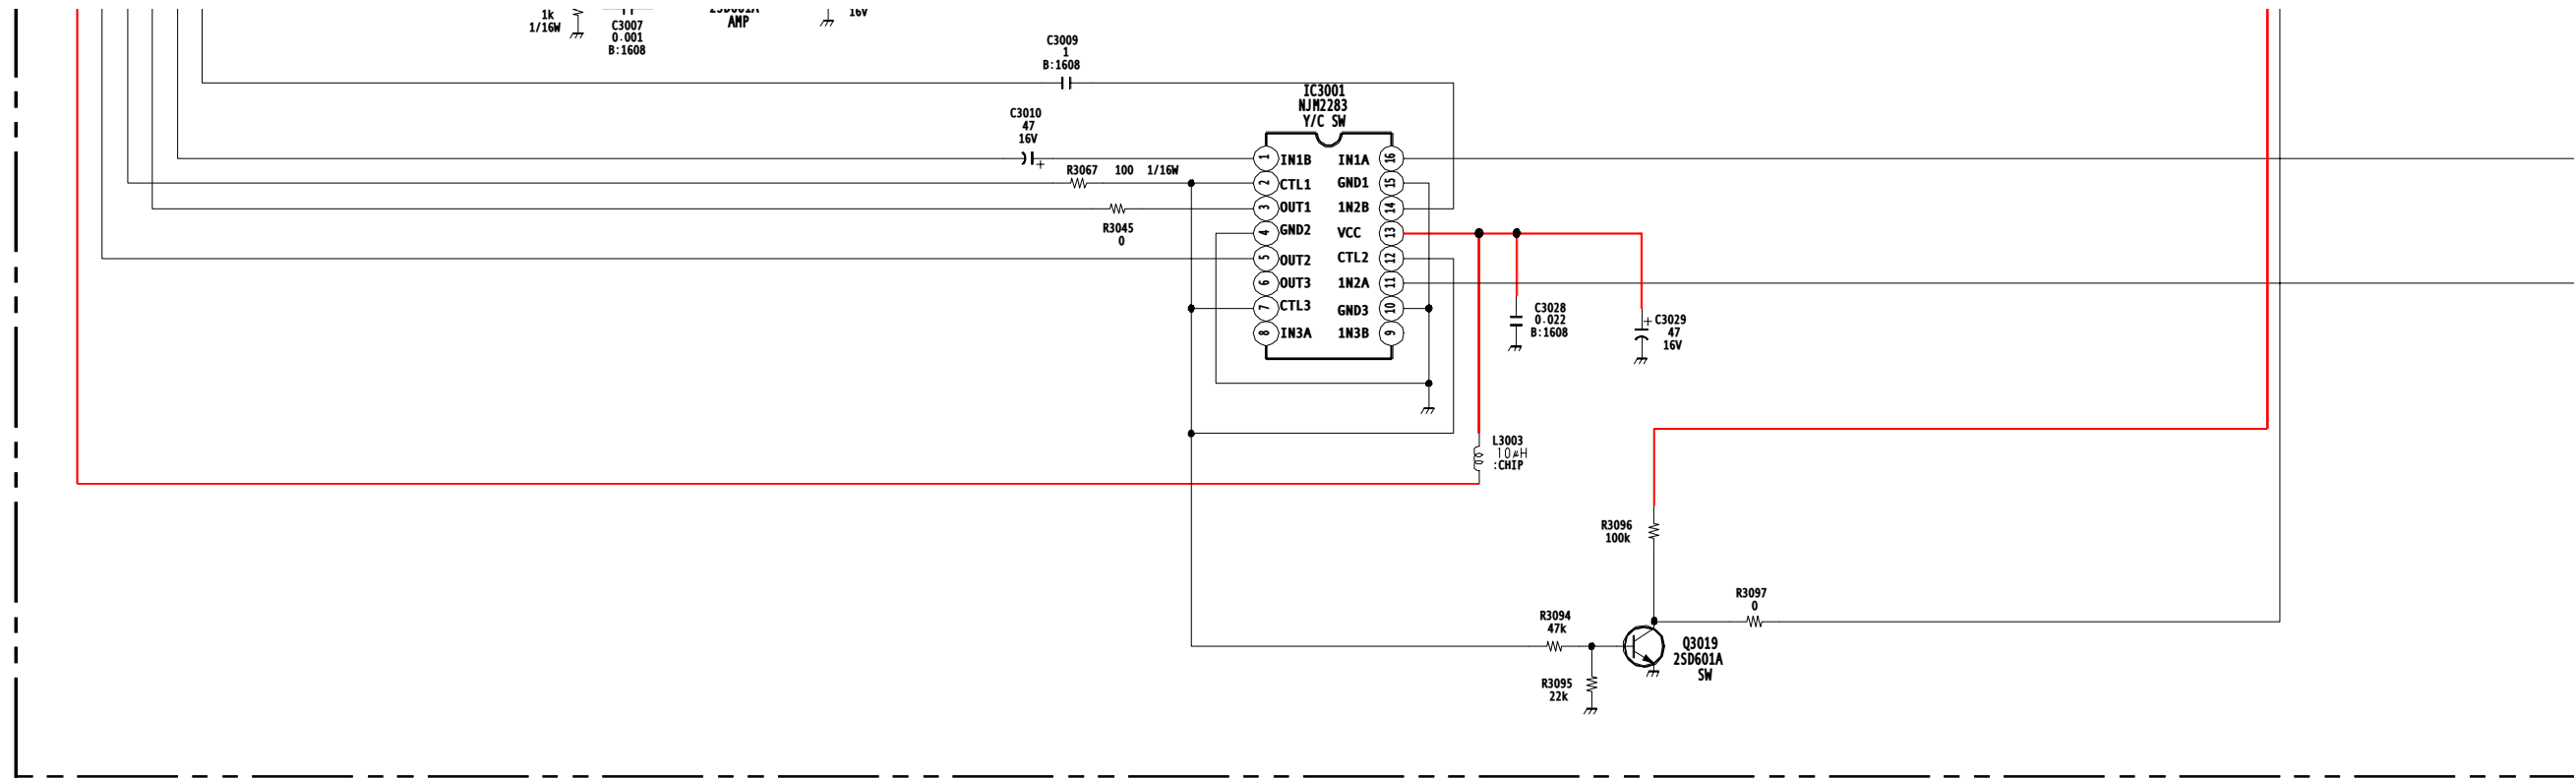 1k
1/16W
C3007
0.001
B:1608
AMP
16V
C3009
1
B:1608
IC3001
NJM2283
Y/C SW
C3010
47
16V
R3067 100 1/16W
R3045
0
1 IN1B IN1A 16
2 CTL1 GND1 15
3 OUT1 1N2B 14
4 GND2 VCC 13
5 OUT2 CTL2 12
6 OUT3 1N2A 11
7 CTL3 GND3 10
8 IN3A 1N3B 9
C3028
0.022
B:1608
+ C3029
47
16V
+
L3003
10µH
:CHIP
R3096
100k
R3097
0
R3094
47k
Q3019
2SD601A
SW
R3095
22k